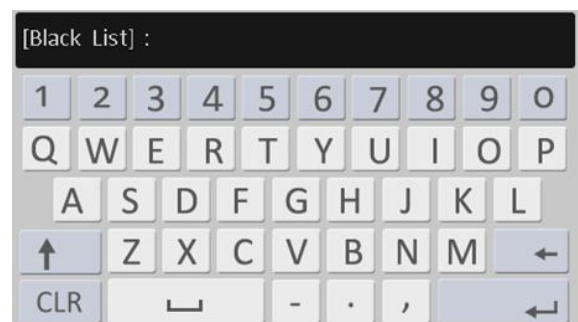 [Black List] :
1 2 3 4 5 6 7 8 9 0
Q W E R T Y U I O P
A S D F G H J K L
↑ Z X C V B N M ←
CLR ⎵ - . , ↵